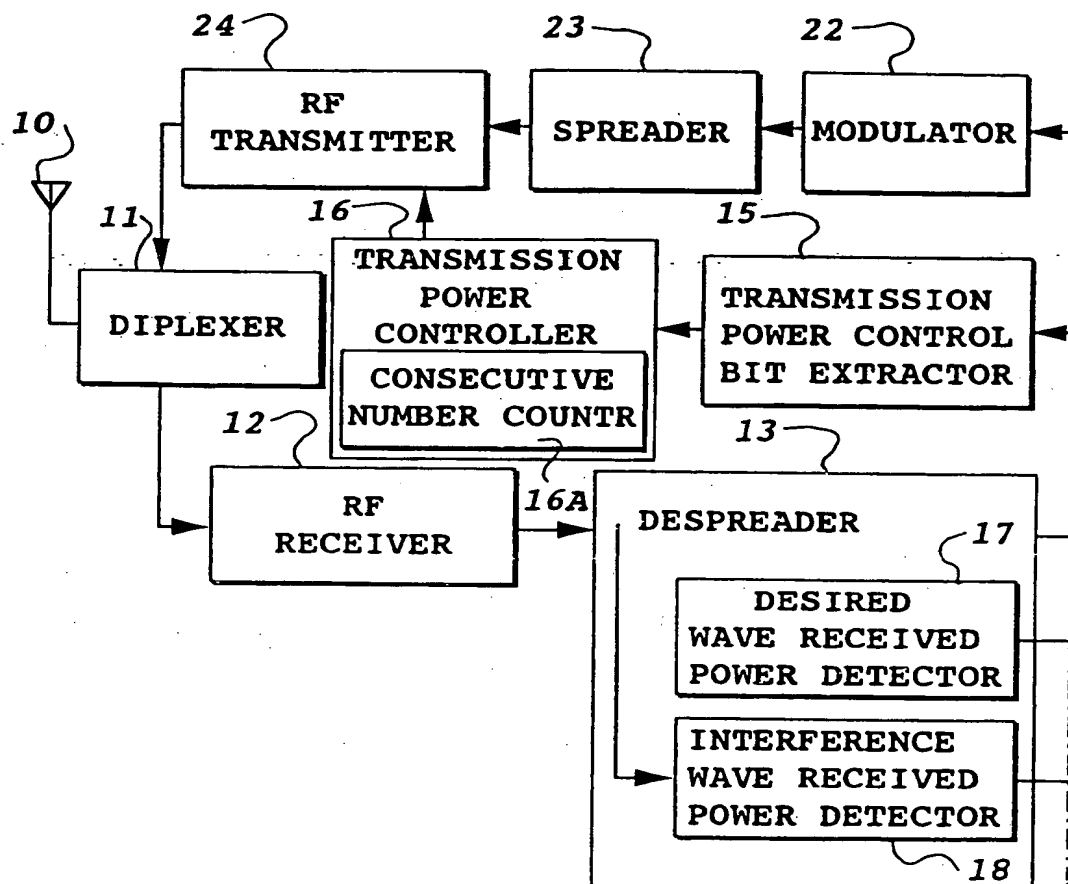 24
23
22
RF
TRANSMITTER
SPREADER
MODULATOR
10
11
16
15
DIPLEXER
TRANSMISSION
POWER
CONTROLLER
CONSECUTIVE
NUMBER COUNTR
16A
TRANSMISSION
POWER CONTROL
BIT EXTRACTOR
12
RF
RECEIVER
13
DESPREADER
17
DESIRED
WAVE RECEIVED
POWER DETECTOR
INTERFERENCE
WAVE RECEIVED
POWER DETECTOR
18